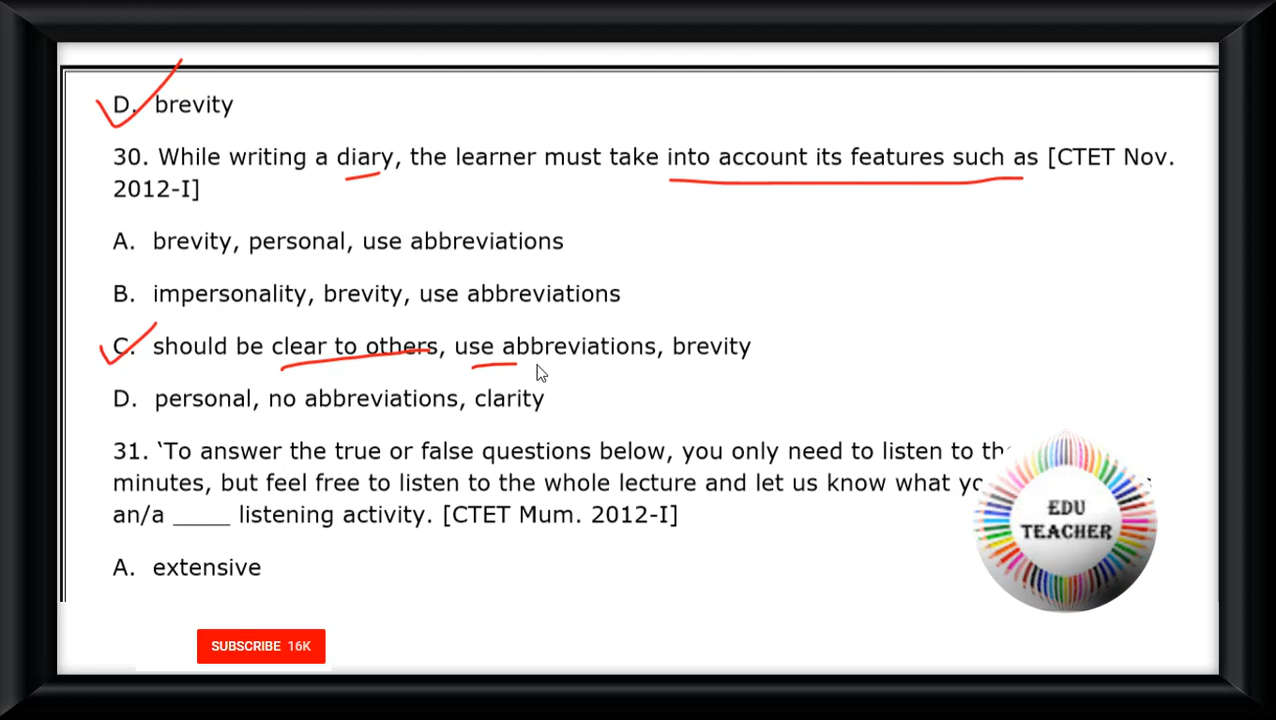 D. brevity
30. While writing a diary, the learner must take into account its features such as [CTET Nov.
2012-I]
A. brevity, personal, use abbreviations
B. impersonality, brevity, use abbreviations
C. should be clear to others, use abbreviations, brevity
D. personal, no abbreviations, clarity
31. ‘To answer the true or false questions below, you only need to listen to
minutes, but feel free to listen to the whole lecture and let us know what
an/a _____ listening activity. [CTET Mum. 2012-I]
A. extensive
EDU
TEACHER
SUBSCRIBE 16K